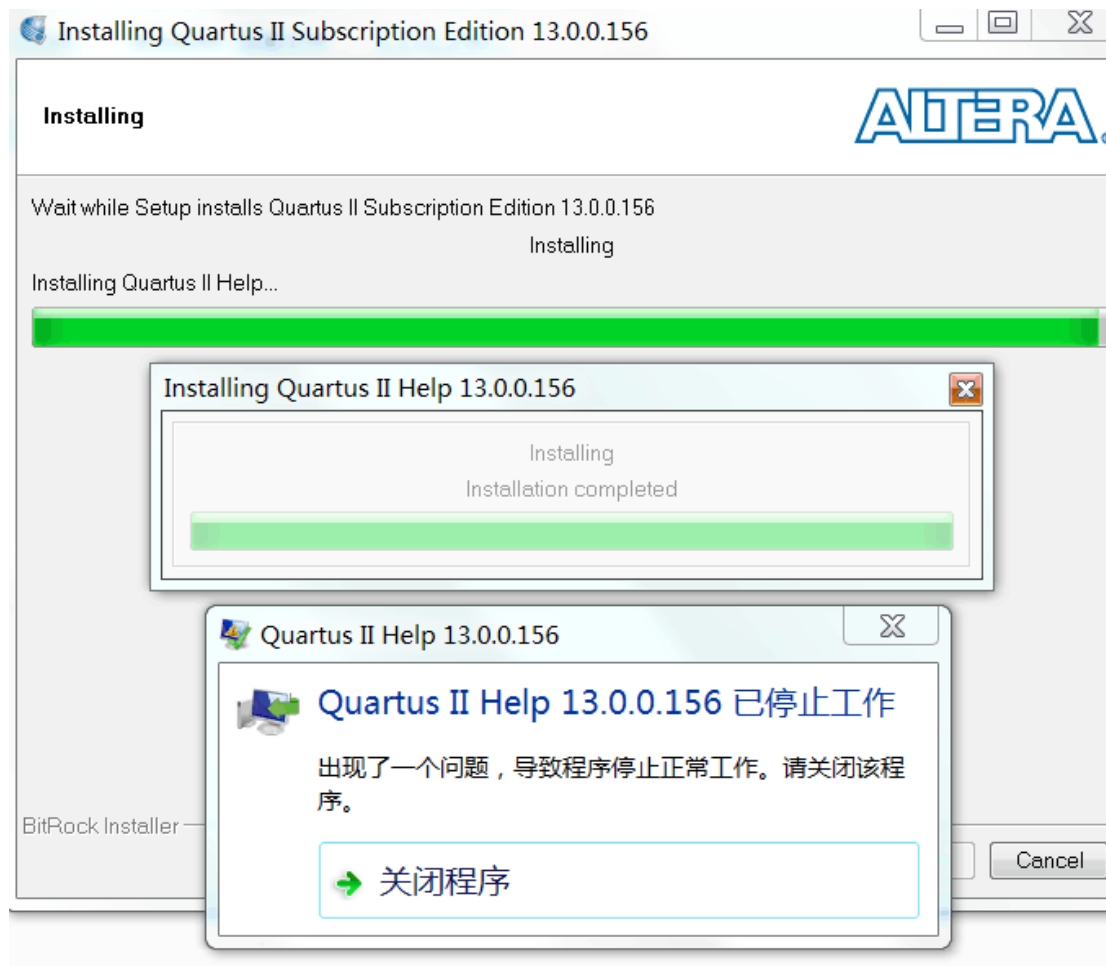 Installing Quartus II Subscription Edition 13.0.0.156
Installing
ALTERA®
Wait while Setup installs Quartus II Subscription Edition 13.0.0.156
Installing
Installing Quartus II Help...
Installing Quartus II Help 13.0.0.156
Installing
Installation completed
Quartus II Help 13.0.0.156
Quartus II Help 13.0.0.156 已停止工作
出现了一个问题，导致程序停止正常工作。请关闭该程
序。
BitRock Installer
Cancel
关闭程序